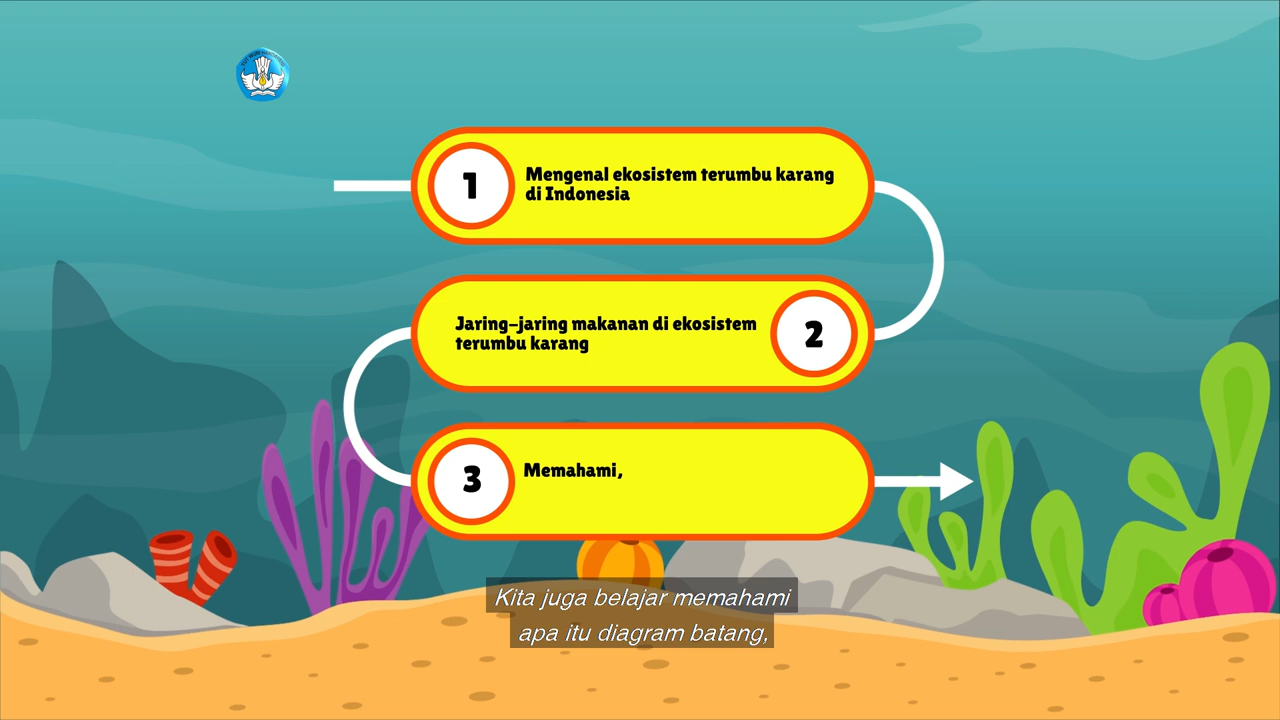 1
Mengenal ekosistem terumbu karang
di Indonesia
Jaring-jaring makanan di ekosistem
terumbu karang
2
3
Memahami,
Kita juga belajar memahami
apa itu diagram batang,